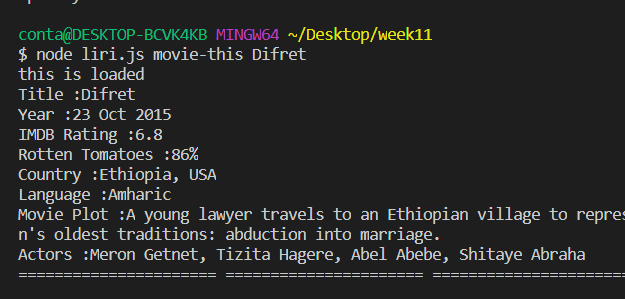 conta@DESKTOP-BCVK4KB MINGW64 ~/Desktop/week11
$ node liri.js movie-this Difret
this is loaded
Title :Difret
Year :23 Oct 2015
IMDB Rating :6.8
Rotten Tomatoes :86%
Country :Ethiopia, USA
Language :Amharic
Movie Plot :A young lawyer travels to an Ethiopian village to repres
n's oldest traditions: abduction into marriage.
Actors :Meron Getnet, Tizita Hagere, Abel Abebe, Shitaye Abraha
===================== ===================== =====================